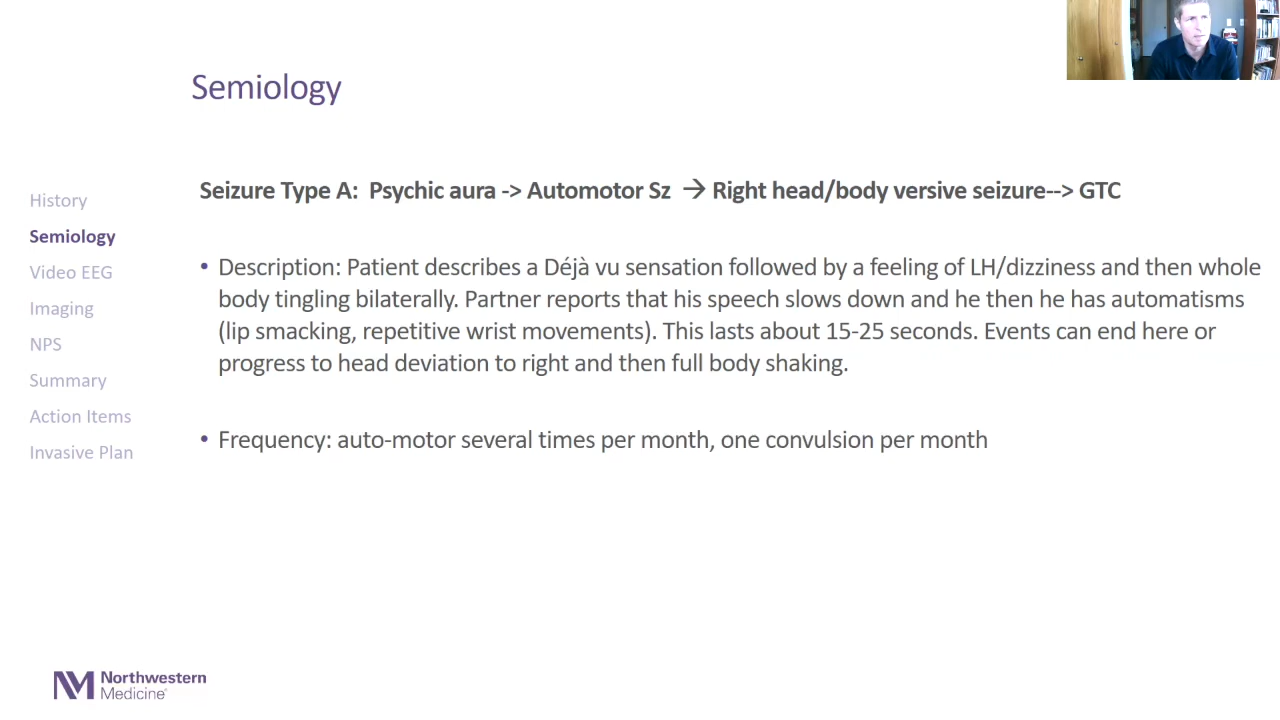 Semiology
History
Semiology
Video EEG
Imaging
NPS
Summary
Action Items
Invasive Plan
Seizure Type A:  Psychic aura -> Automotor Sz  → Right head/body versive seizure--> GTC
• Description: Patient describes a Déjà vu sensation followed by a feeling of LH/dizziness and then whole
body tingling bilaterally. Partner reports that his speech slows down and he then he has automatisms
(lip smacking, repetitive wrist movements). This lasts about 15-25 seconds. Events can end here or
progress to head deviation to right and then full body shaking.
• Frequency: auto-motor several times per month, one convulsion per month
Northwestern
Medicine